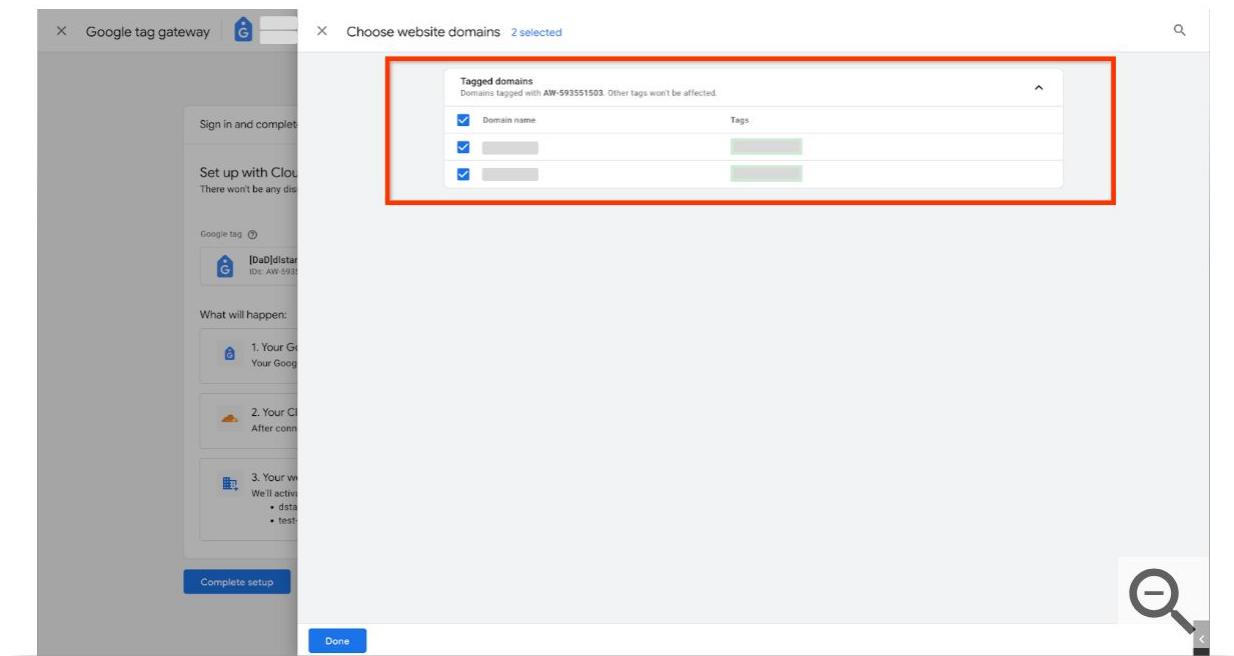 Google tag gateway
Choose website domains 2 selected
Tagged domains
Domains tagged with AW-593551503. Other tags won't be affected.
Domain name Tags
Sign in and complet
Set up with Clou
There won't be any dis
Google tag
[DaD]dlstar
IDs: AW-5935
What will happen:
1. Your Go
Your Goog
2. Your Cl
After conn
3. Your we
We'll activa
• dsta
• test-
Complete setup
Done